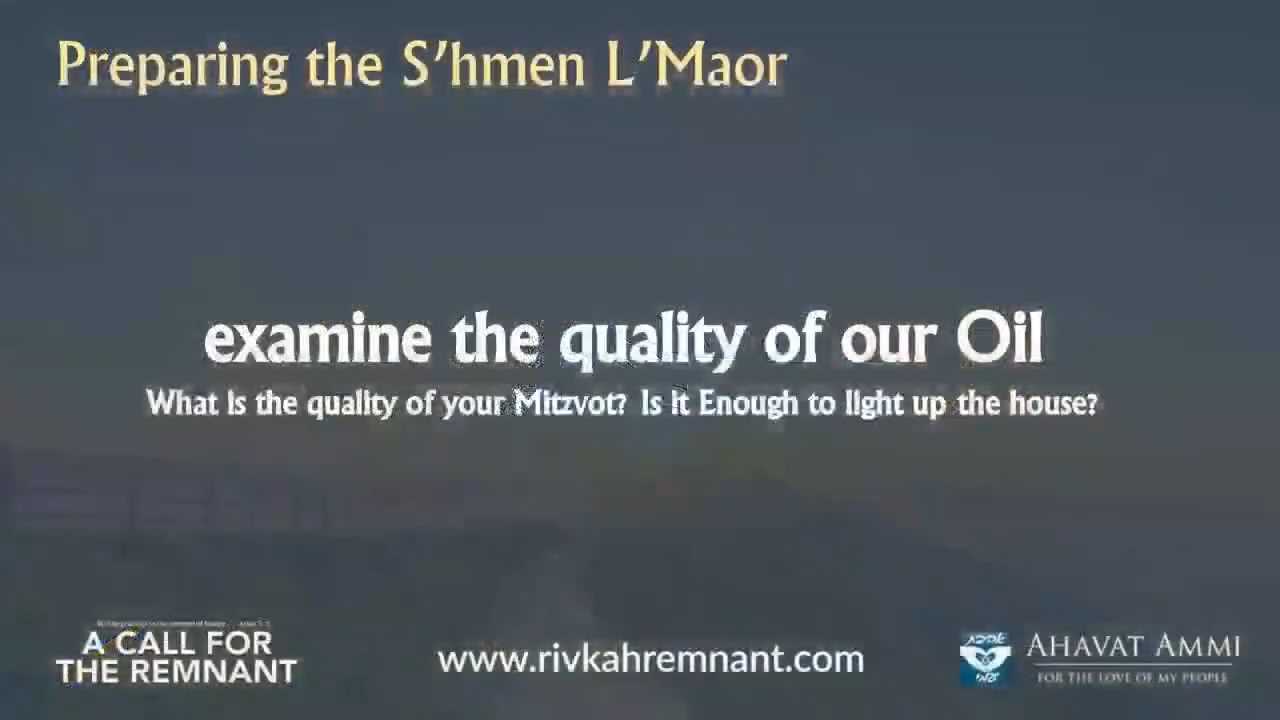 Preparing the S'hmen L'Maor
examine the quality of our Oil
What is the quality of your Mitzvot? Is it Enough to light up the house?
A CALL FOR
THE REMNANT
www.rivkahremnant.com
אהבת
עמי
AHAVAT AMMI
FOR THE LOVE OF MY PEOPLE